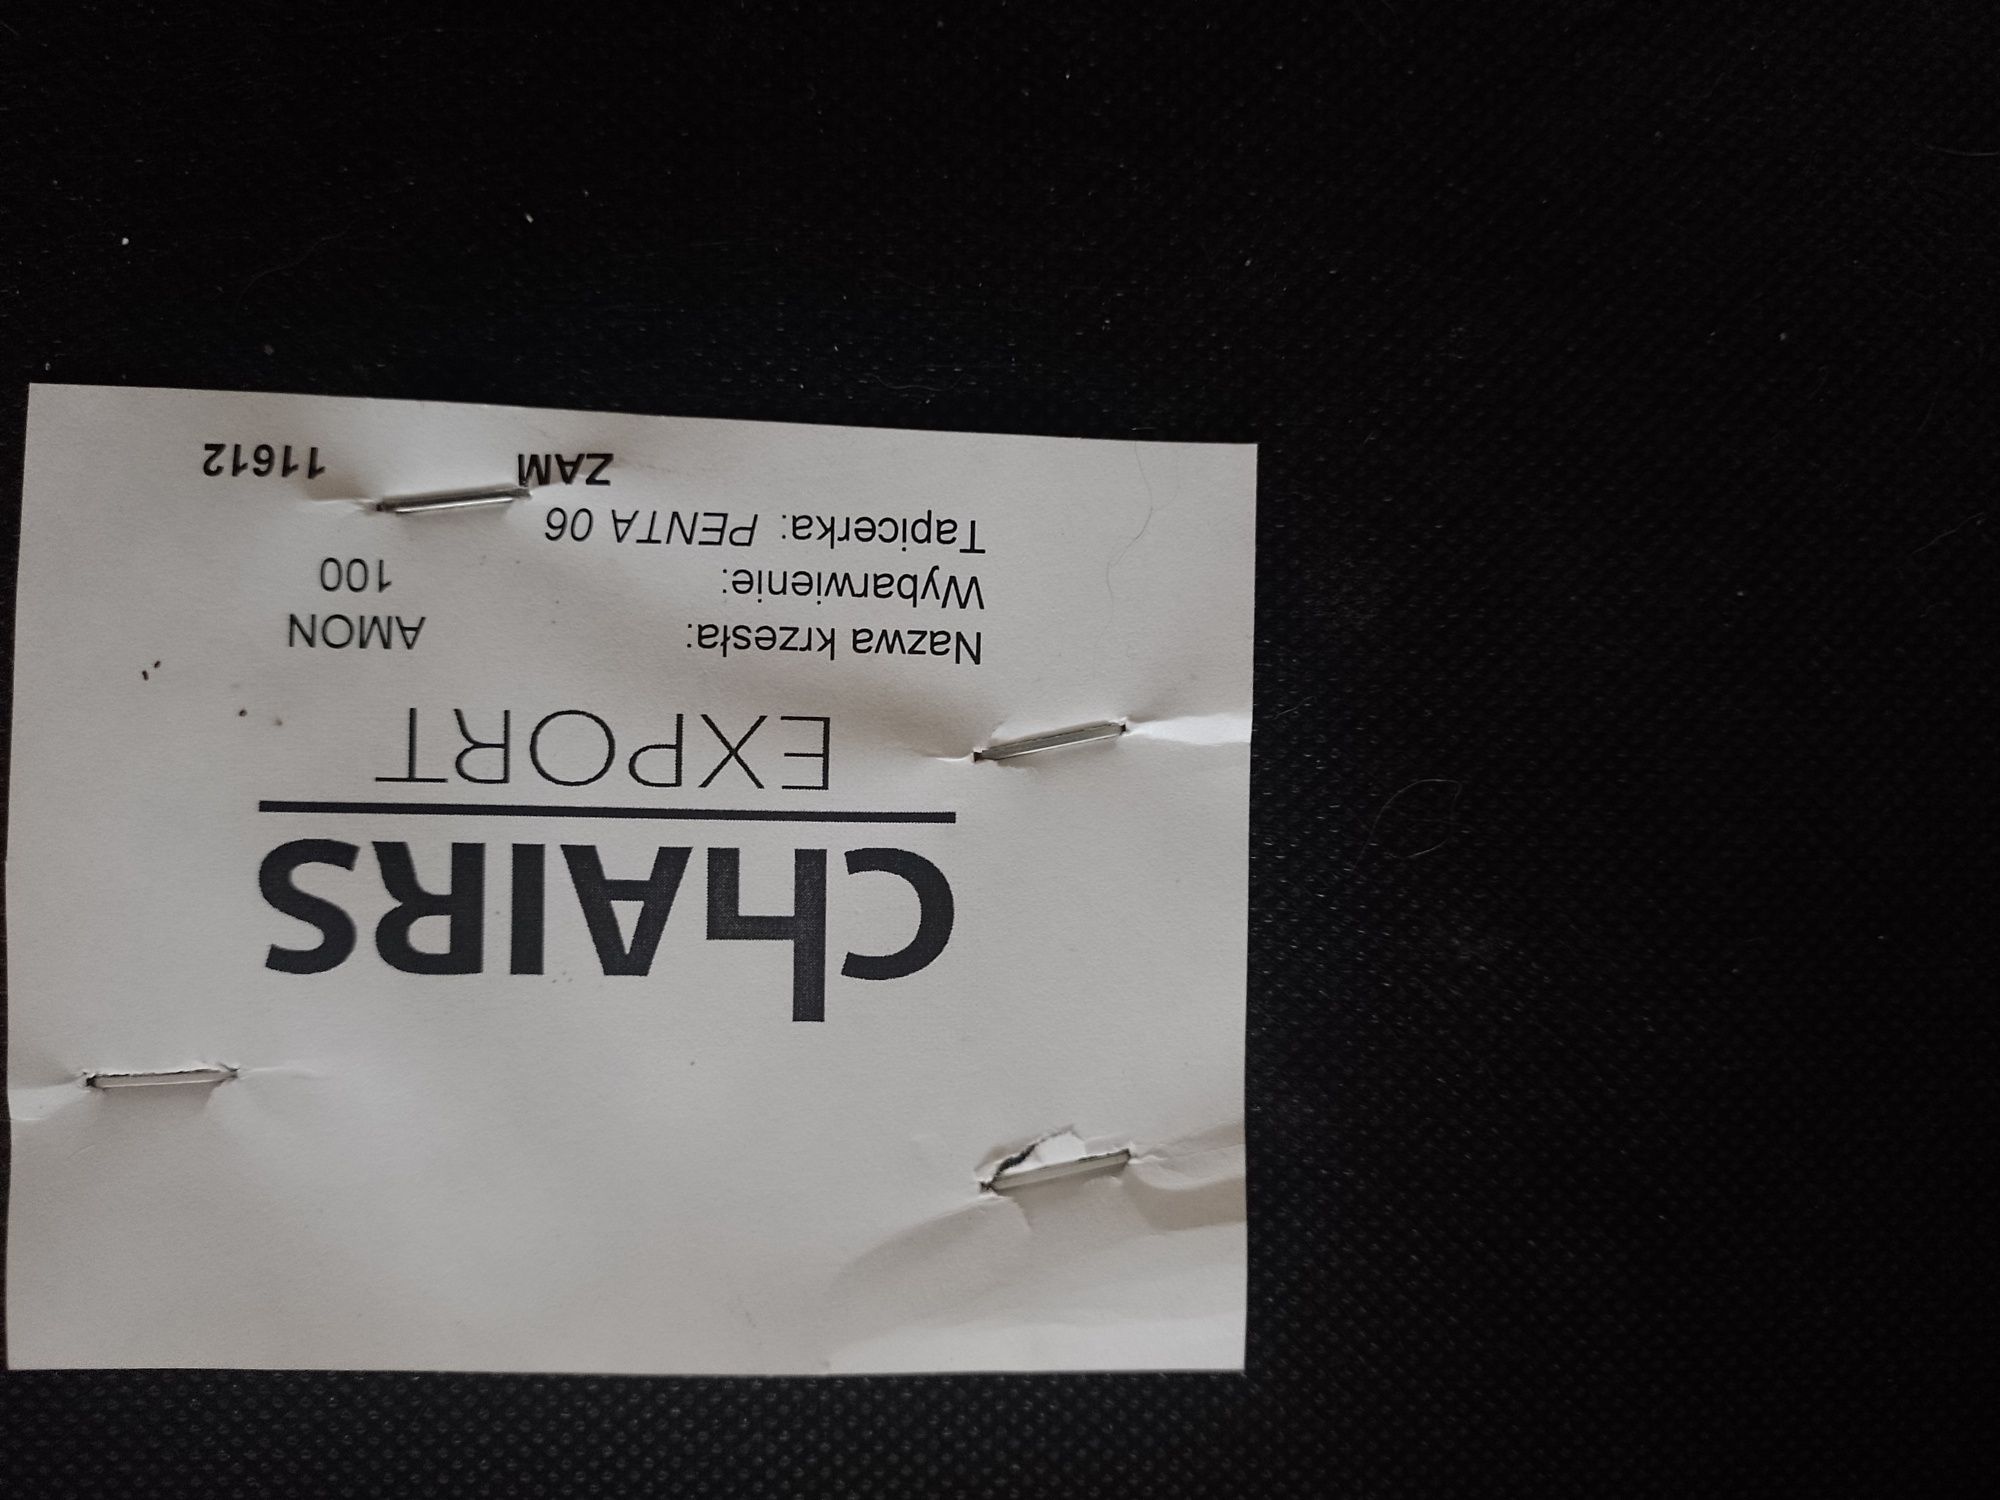 chAIRS
EXPORT
Nazwa krzesła: AMON
Wybarwienie: 100
Tapicerka: PENTA 06
ZAM 11612